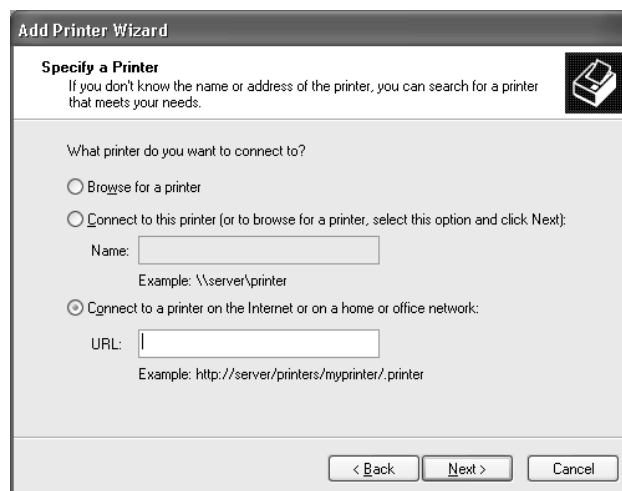 Add Printer Wizard
Specify a Printer
If you don't know the name or address of the printer, you can search for a printer
that meets your needs.
What printer do you want to connect to?
Browse for a printer
Connect to this printer (or to browse for a printer, select this option and click Next):
Name:
Example: \\server\printer
Connect to a printer on the Internet or on a home or office network:
URL:
Example: http://server/printers/myprinter/.printer
< Back Next > Cancel